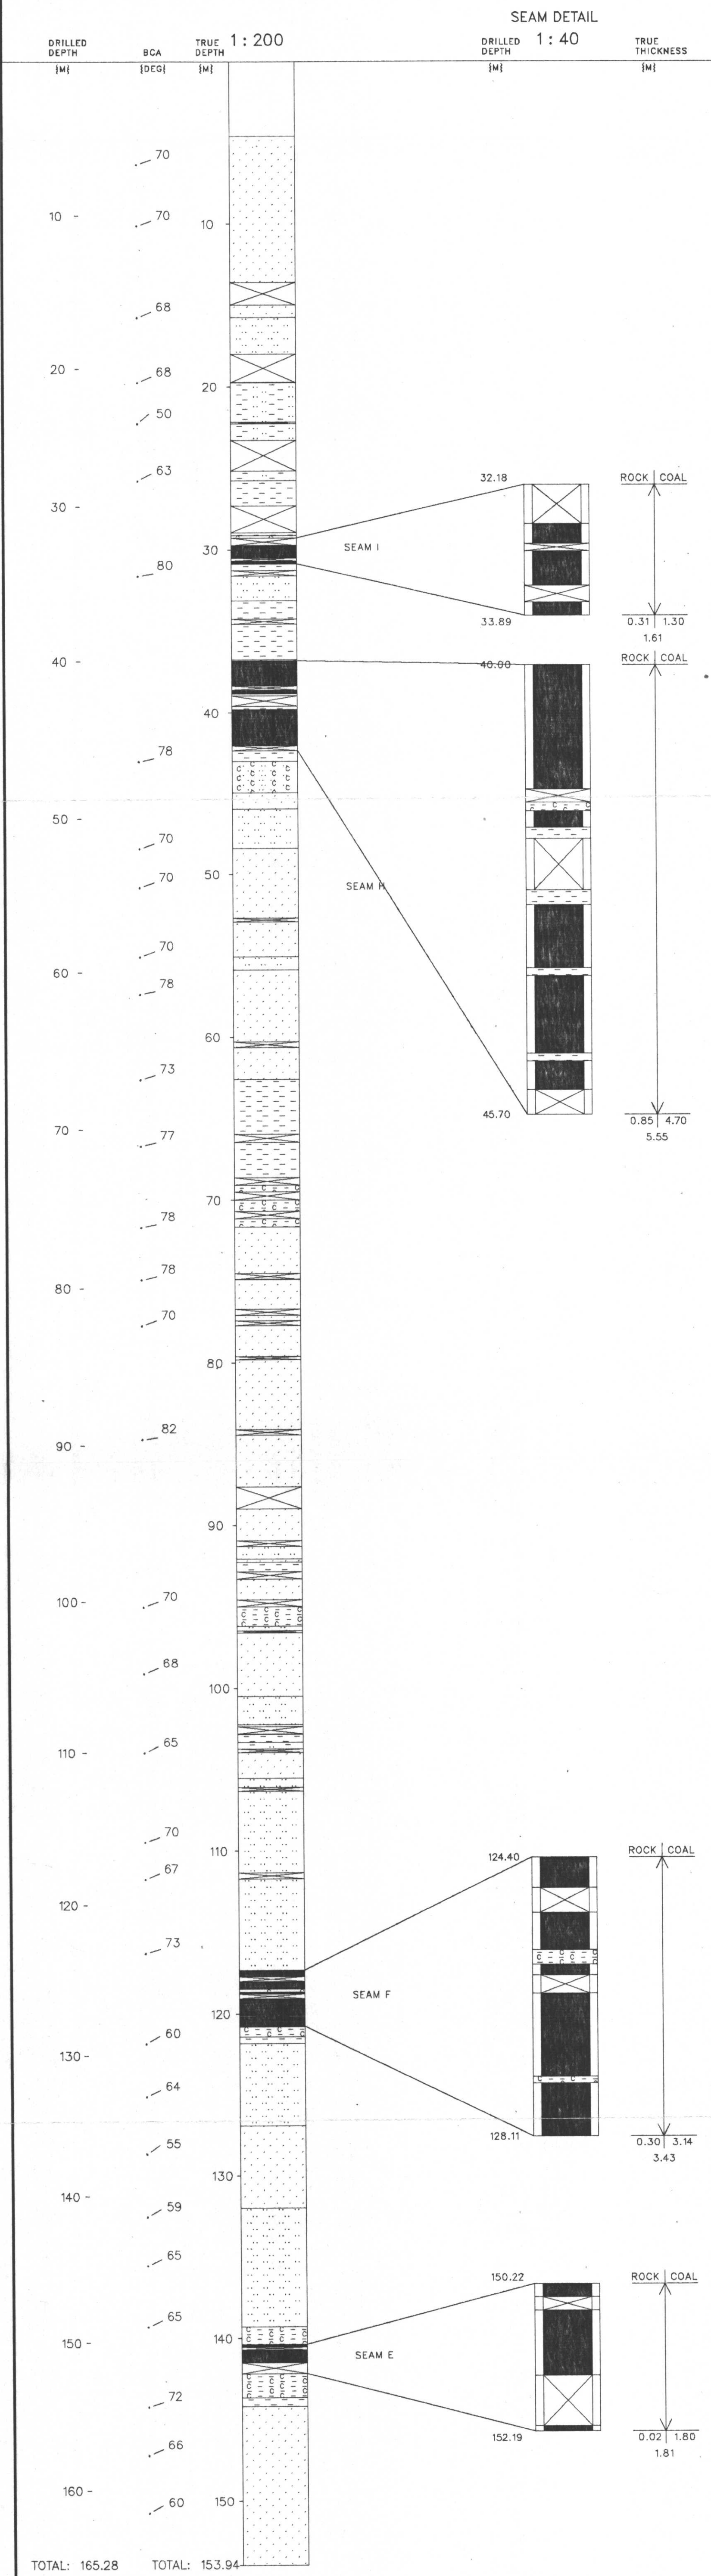 SEAM DETAIL
DRILLED DEPTH BCA TRUE DEPTH 1:200 DRILLED DEPTH 1:40 TRUE THICKNESS
{M} {DEG} {M} {M} {M}
70
10 - 70 10
68
20 - 68 20
50
63
32.18 ROCK COAL
30 -
30 SEAM I
80
33.89 0.31 1.30
1.61
40 - 40.00 ROCK COAL
40
78
50 -
70
50 SEAM H
70
70
60 -
78
60
73
45.70 0.85 4.70
5.55
70 - 77
70
78
78
80 -
70
80
82
90 -
90
100 - 70
68
100
65
110 -
70
110 124.40 ROCK COAL
67
120 -
73
SEAM F
120
60
130 -
64
128.11 0.30 3.14
3.43
55
130
140 -
59
65 150.22 ROCK COAL
65
150 - 140
SEAM E
72
152.19 0.02 1.80
1.81
66
160 -
60 150
TOTAL: 165.28 TOTAL: 153.94